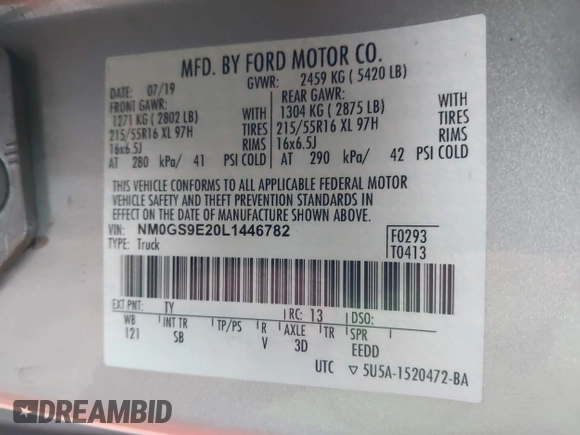 MFD. BY FORD MOTOR CO.
DATE: 07/19 GVWR: 2459 KG ( 5420 LB)
FRONT GAWR: REAR GAWR:
1271 KG ( 2802 LB) WITH 1304 KG ( 2875 LB) WITH
215/55R16 XL 97H TIRES 215/55R16 XL 97H TIRES
16x6.5J RIMS 16x6.5J RIMS
AT 280 kPa/ 41 PSI COLD AT 290 kPa/ 42 PSI COLD
THIS VEHICLE CONFORMS TO ALL APPLICABLE FEDERAL MOTOR
VEHICLE SAFETY AND THEFT PREVENTION STANDARDS IN
EFFECT ON THE DATE OF MANUFACTURE SHOWN ABOVE.
VIN: NM0GS9E20L1446782 F0293
TYPE: Truck T0413
EXT PNT: TY RC: 13 DSO:
WB INT TR TP/PS R AXLE TR SPR
121 SB V 3D EEDD
UTC ▽ 5U5A-1520472-BA
DREAMBID